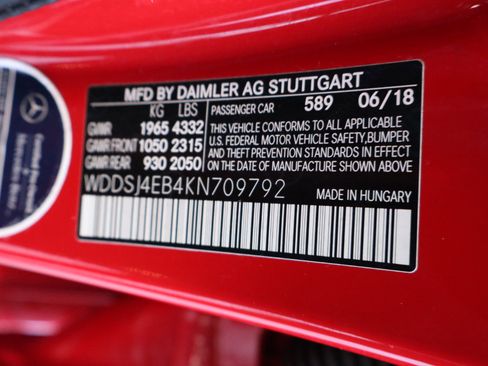 MFD BY DAIMLER AG STUTTGART
KG LBS PASSENGER CAR 589 06/18
GVWR 1965 4332
GAWR FRONT 1050 2315
GAWR REAR 930 2050
THIS VEHICLE CONFORMS TO ALL APPLICABLE
U.S. FEDERAL MOTOR VEHICLE SAFETY, BUMPER
AND THEFT PREVENTION STANDARDS IN EFFECT
ON THE DATE OF MANUFACTURE SHOWN ABOVE
WDDSJ4EB4KN709792 MADE IN HUNGARY